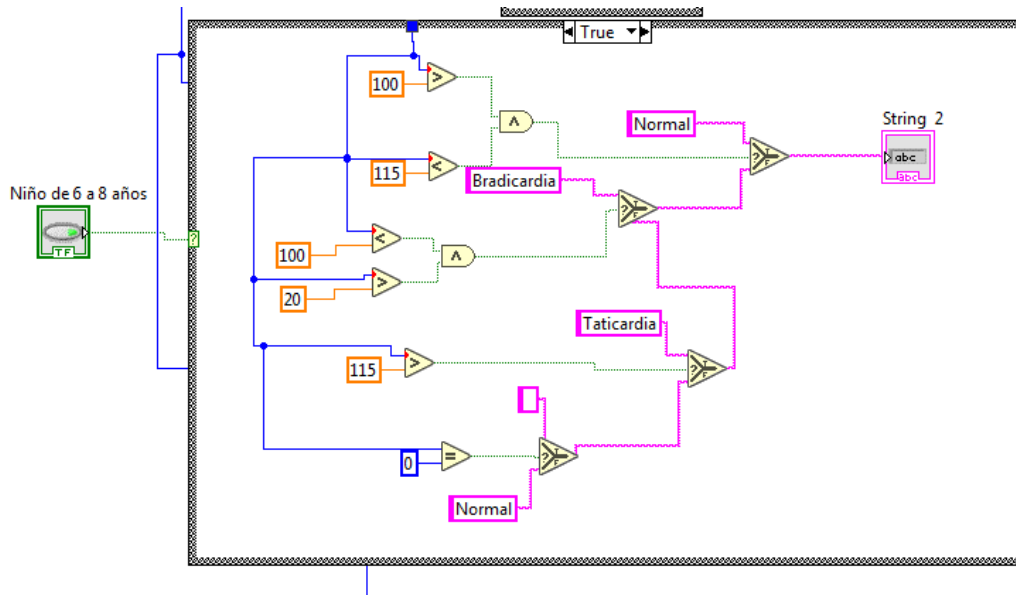 True
100
>
∧
Normal
String 2
abc
abc
115
<
Bradicardia
? T F
? T F
Niño de 6 a 8 años
TF
?
100
<
∧
20
>
Taticardia
115
>
? T F
0
=
? T F
Normal